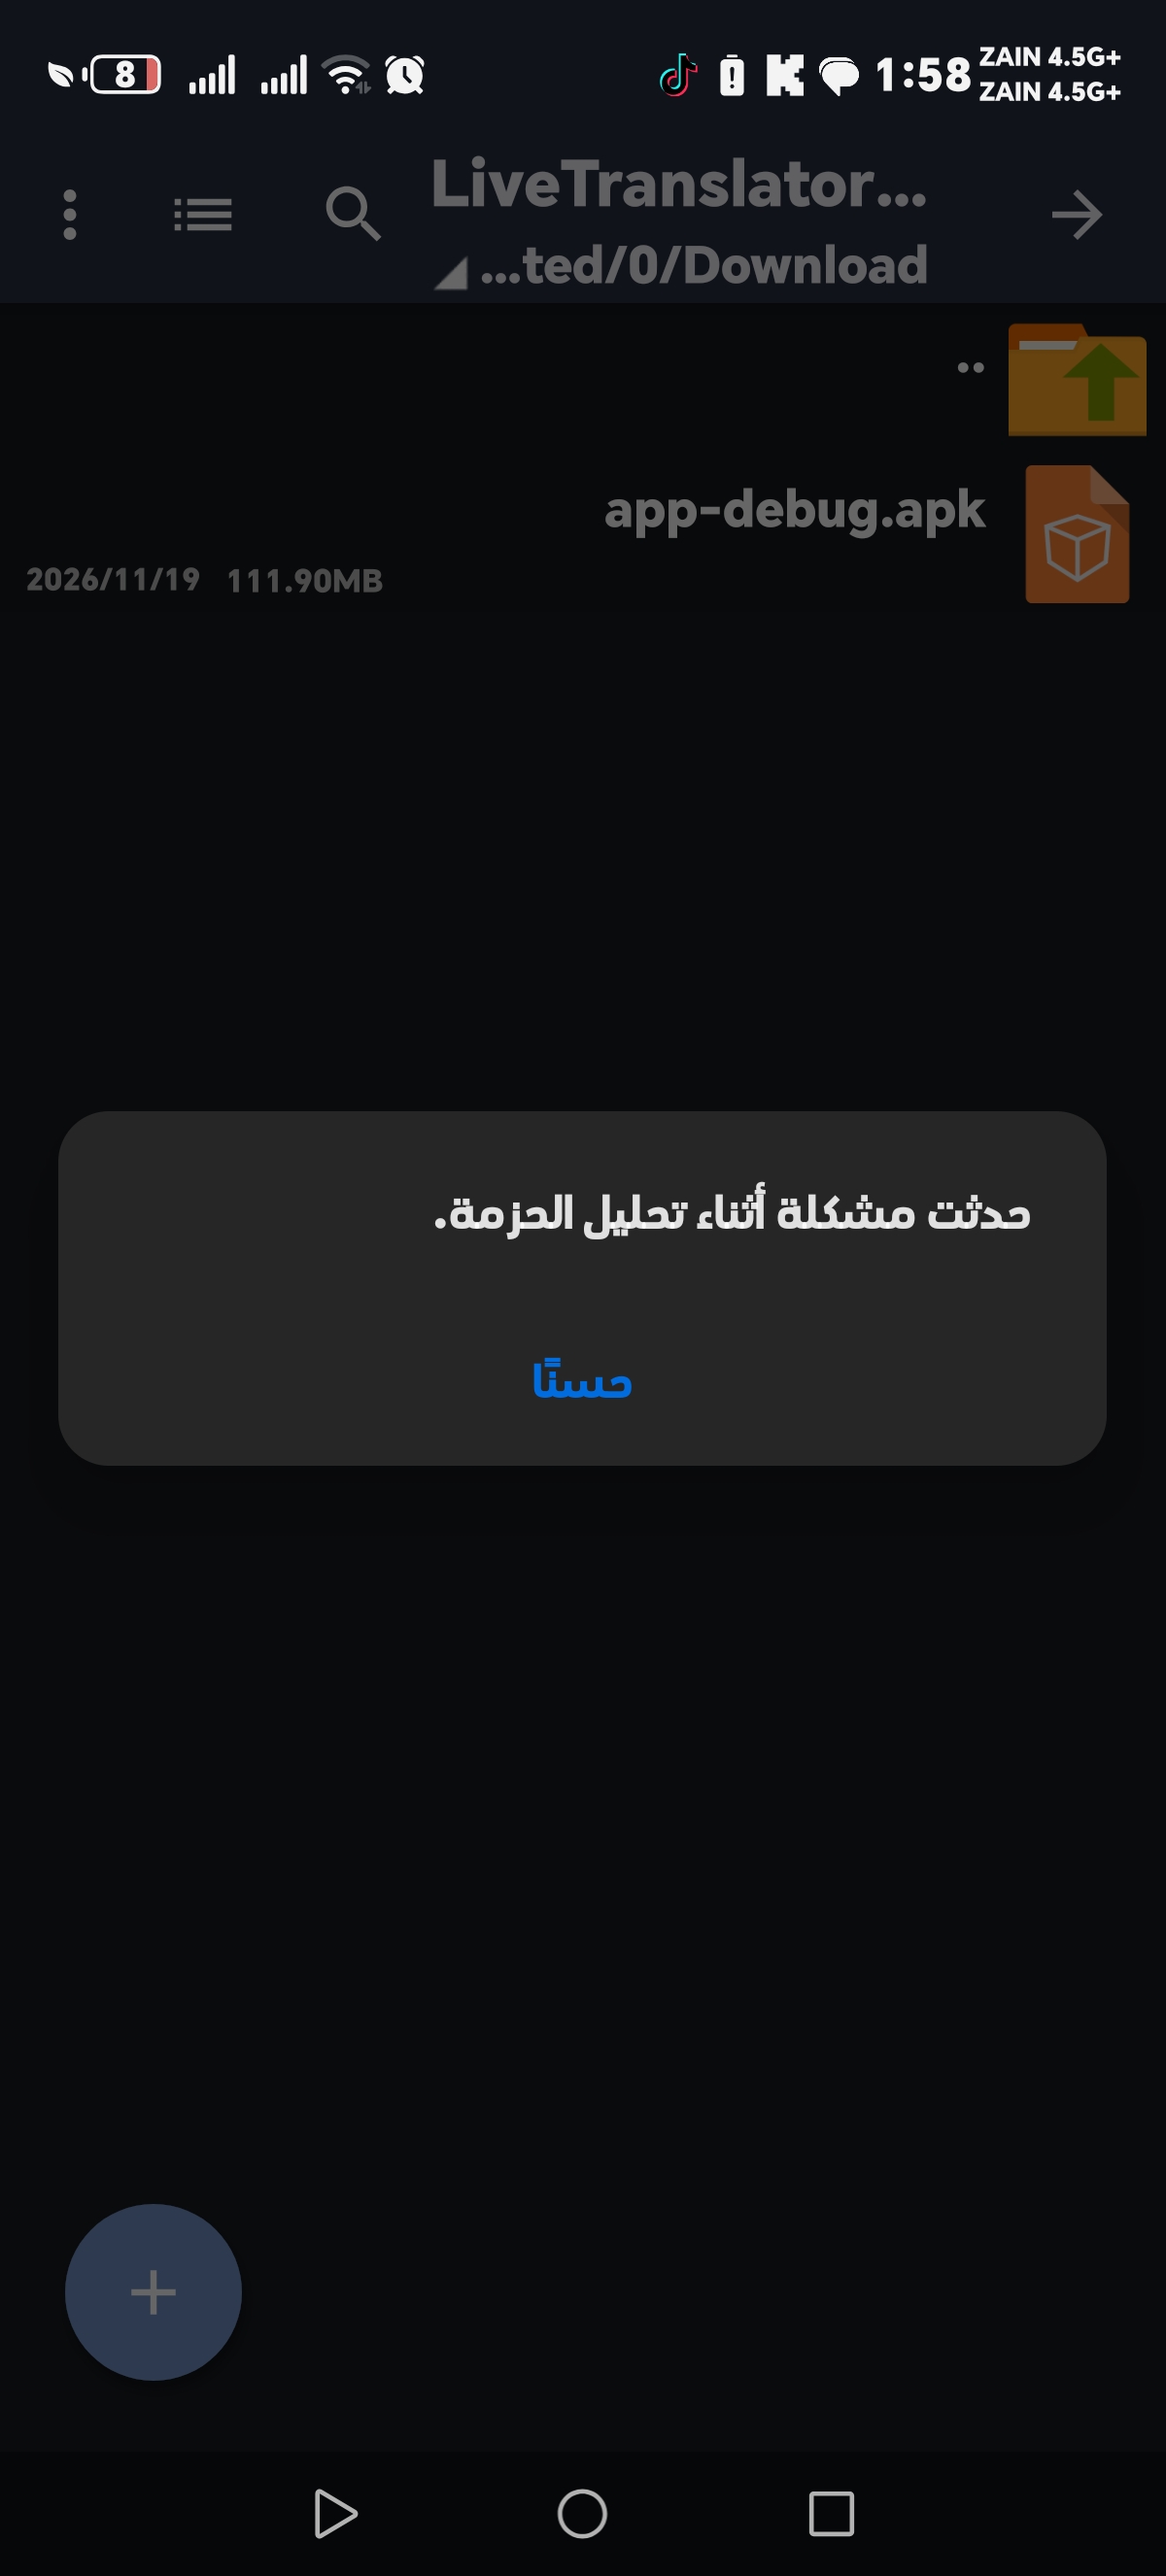 8
1:58
ZAIN 4.5G+
ZAIN 4.5G+
LiveTranslator...
...ted/0/Download
..
app-debug.apk
2026/11/19 111.90MB
حدثت مشكلة أثناء تحليل الحزمة.
حسنًا